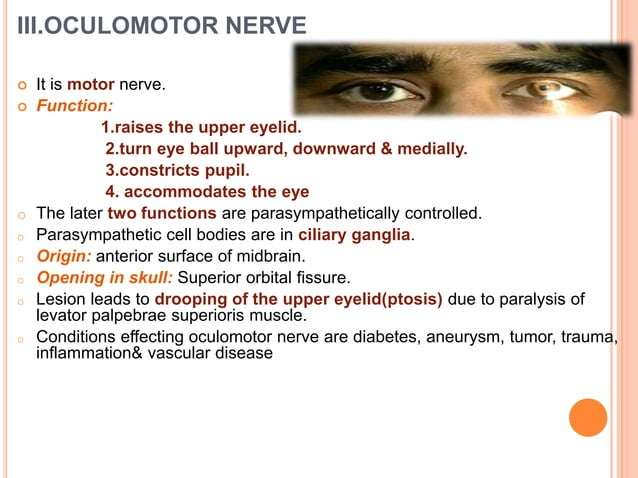 III.OCULOMOTOR NERVE
It is motor nerve.
Function:
1.raises the upper eyelid.
2.turn eye ball upward, downward & medially.
3.constricts pupil.
4. accommodates the eye
The later two functions are parasympathetically controlled.
Parasympathetic cell bodies are in ciliary ganglia.
Origin: anterior surface of midbrain.
Opening in skull: Superior orbital fissure.
Lesion leads to drooping of the upper eyelid(ptosis) due to paralysis of
levator palpebrae superioris muscle.
Conditions effecting oculomotor nerve are diabetes, aneurysm, tumor, trauma,
inflammation& vascular disease